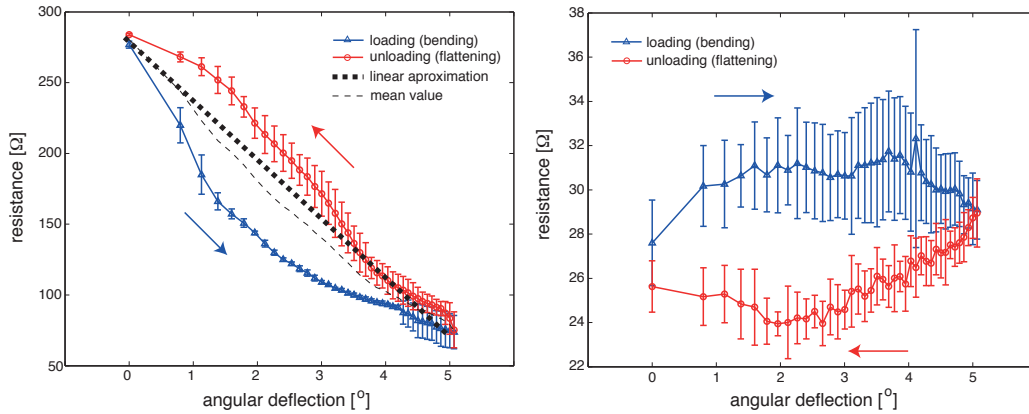 300
250
200
150
100
50
resistance [Ω]
loading (bending)
unloading (flattening)
linear aproximation
mean value
0 1 2 3 4 5
angular deflection [o]
38
36
34
32
30
28
26
24
22
resistance [Ω]
loading (bending)
unloading (flattening)
0 1 2 3 4 5
angular deflection [o]